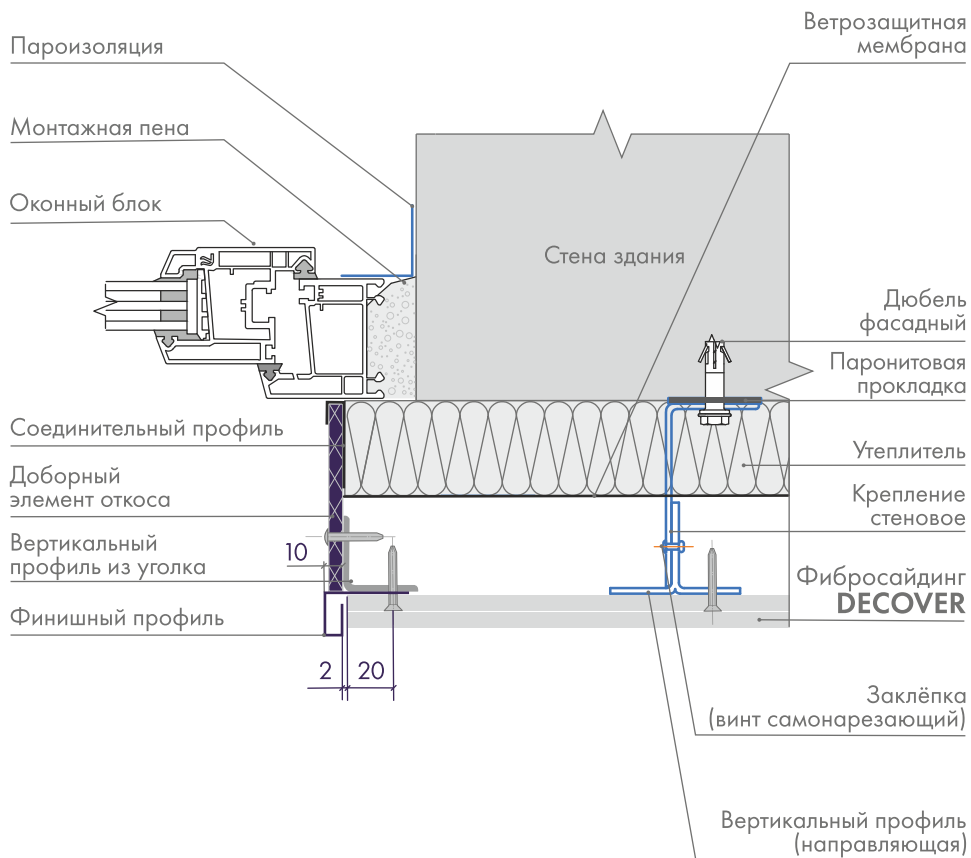 Пароизоляция
Монтажная пена
Оконный блок
Соединительный профиль
Доборный
элемент откоса
Вертикальный
профиль из уголка
Финишный профиль
10
2
20
Стена здания
Ветрозащитная
мембрана
Дюбель
фасадный
Паронитовая
прокладка
Утеплитель
Крепление
стеновое
Фибросайдинг
DECOVER
Заклёпка
(винт самонарезающий)
Вертикальный профиль
(направляющая)